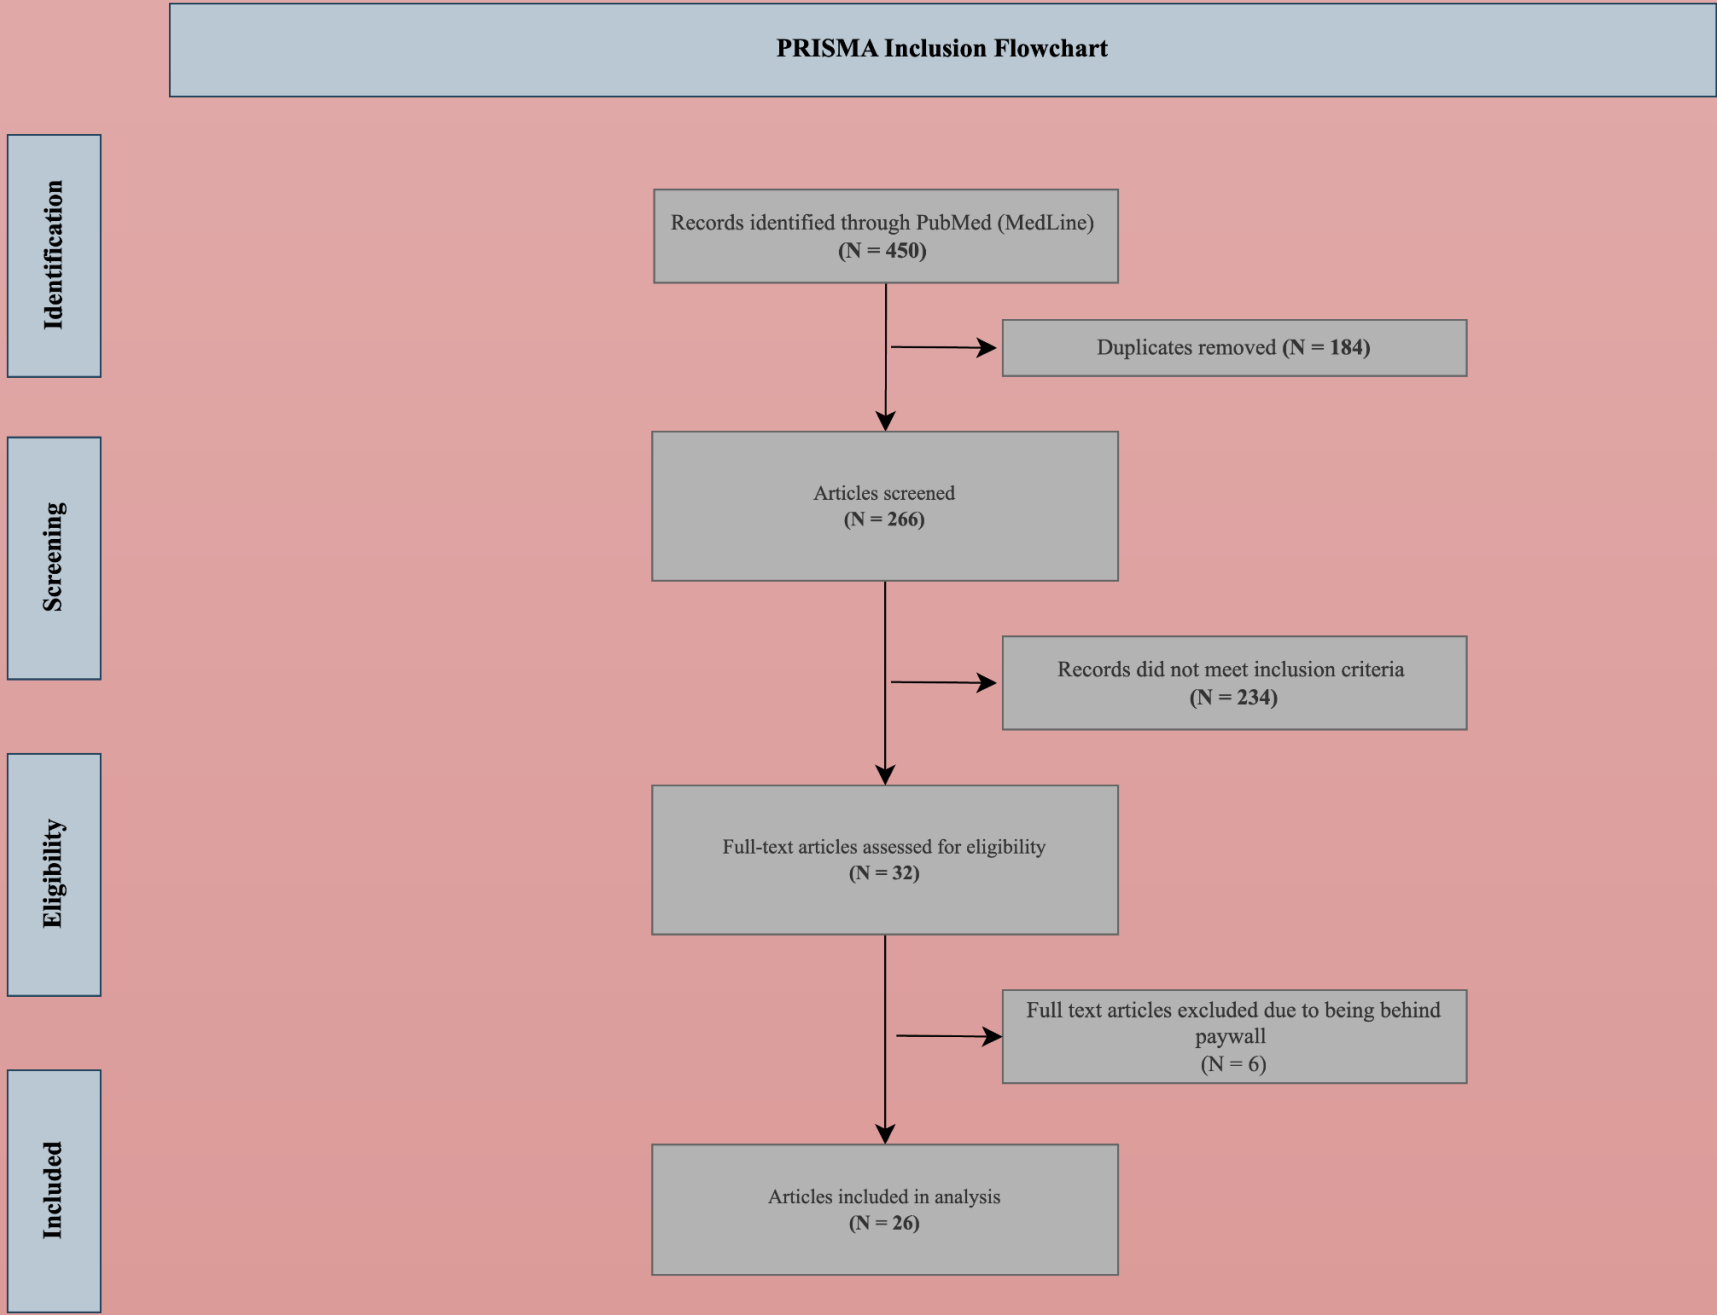 PRISMA Inclusion Flowchart
Identification
Records identified through PubMed (MedLine)
(N = 450)
Duplicates removed (N = 184)
Screening
Articles screened
(N = 266)
Records did not meet inclusion criteria
(N = 234)
Eligibility
Full-text articles assessed for eligibility
(N = 32)
Full text articles excluded due to being behind
paywall
(N = 6)
Included
Articles included in analysis
(N = 26)